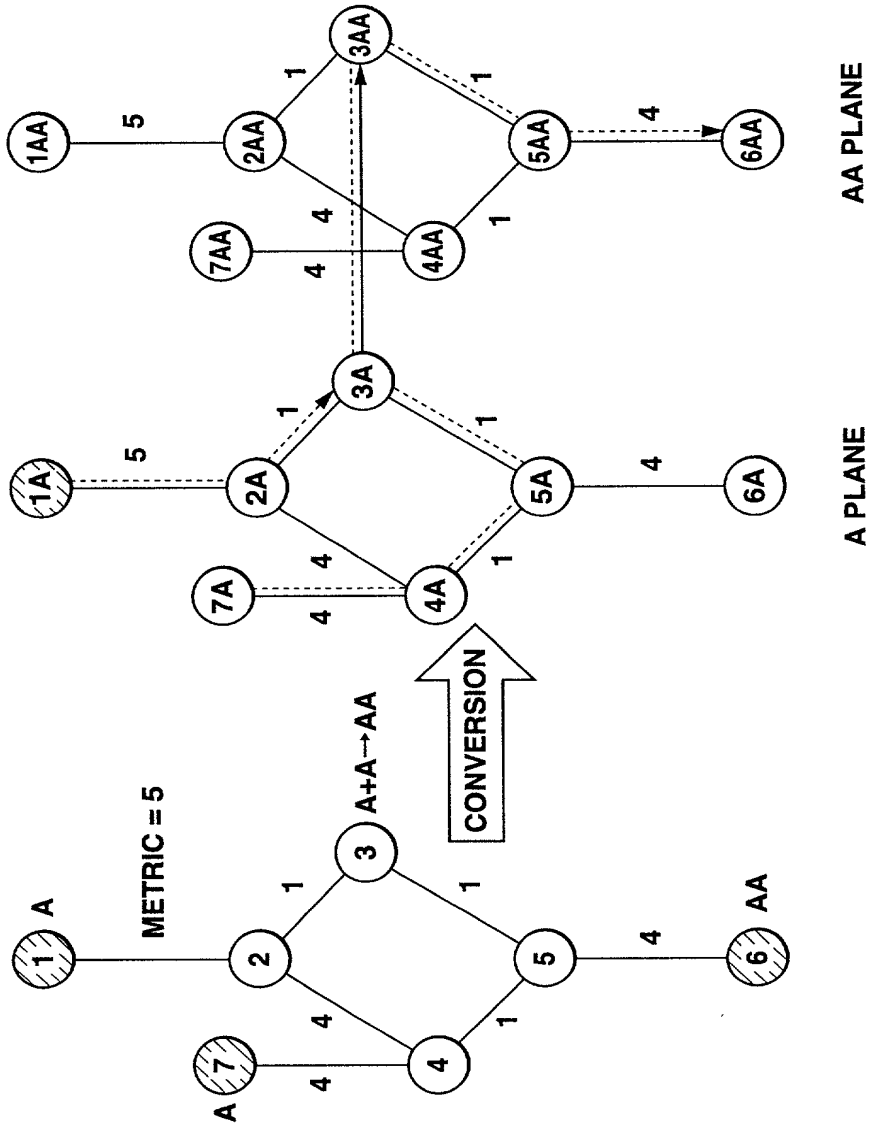 1 A
METRIC = 5
A 7
2
1
4 4
3 A+A→AA
4
1
1
5
4
6 AA
CONVERSION
1A
5
7A
2A
1
4 4
3A
4A
1
1
5A
4
6A
A PLANE
1AA
5
7AA
2AA
1
4 4
3AA
4AA
1
1
5AA
4
6AA
AA PLANE